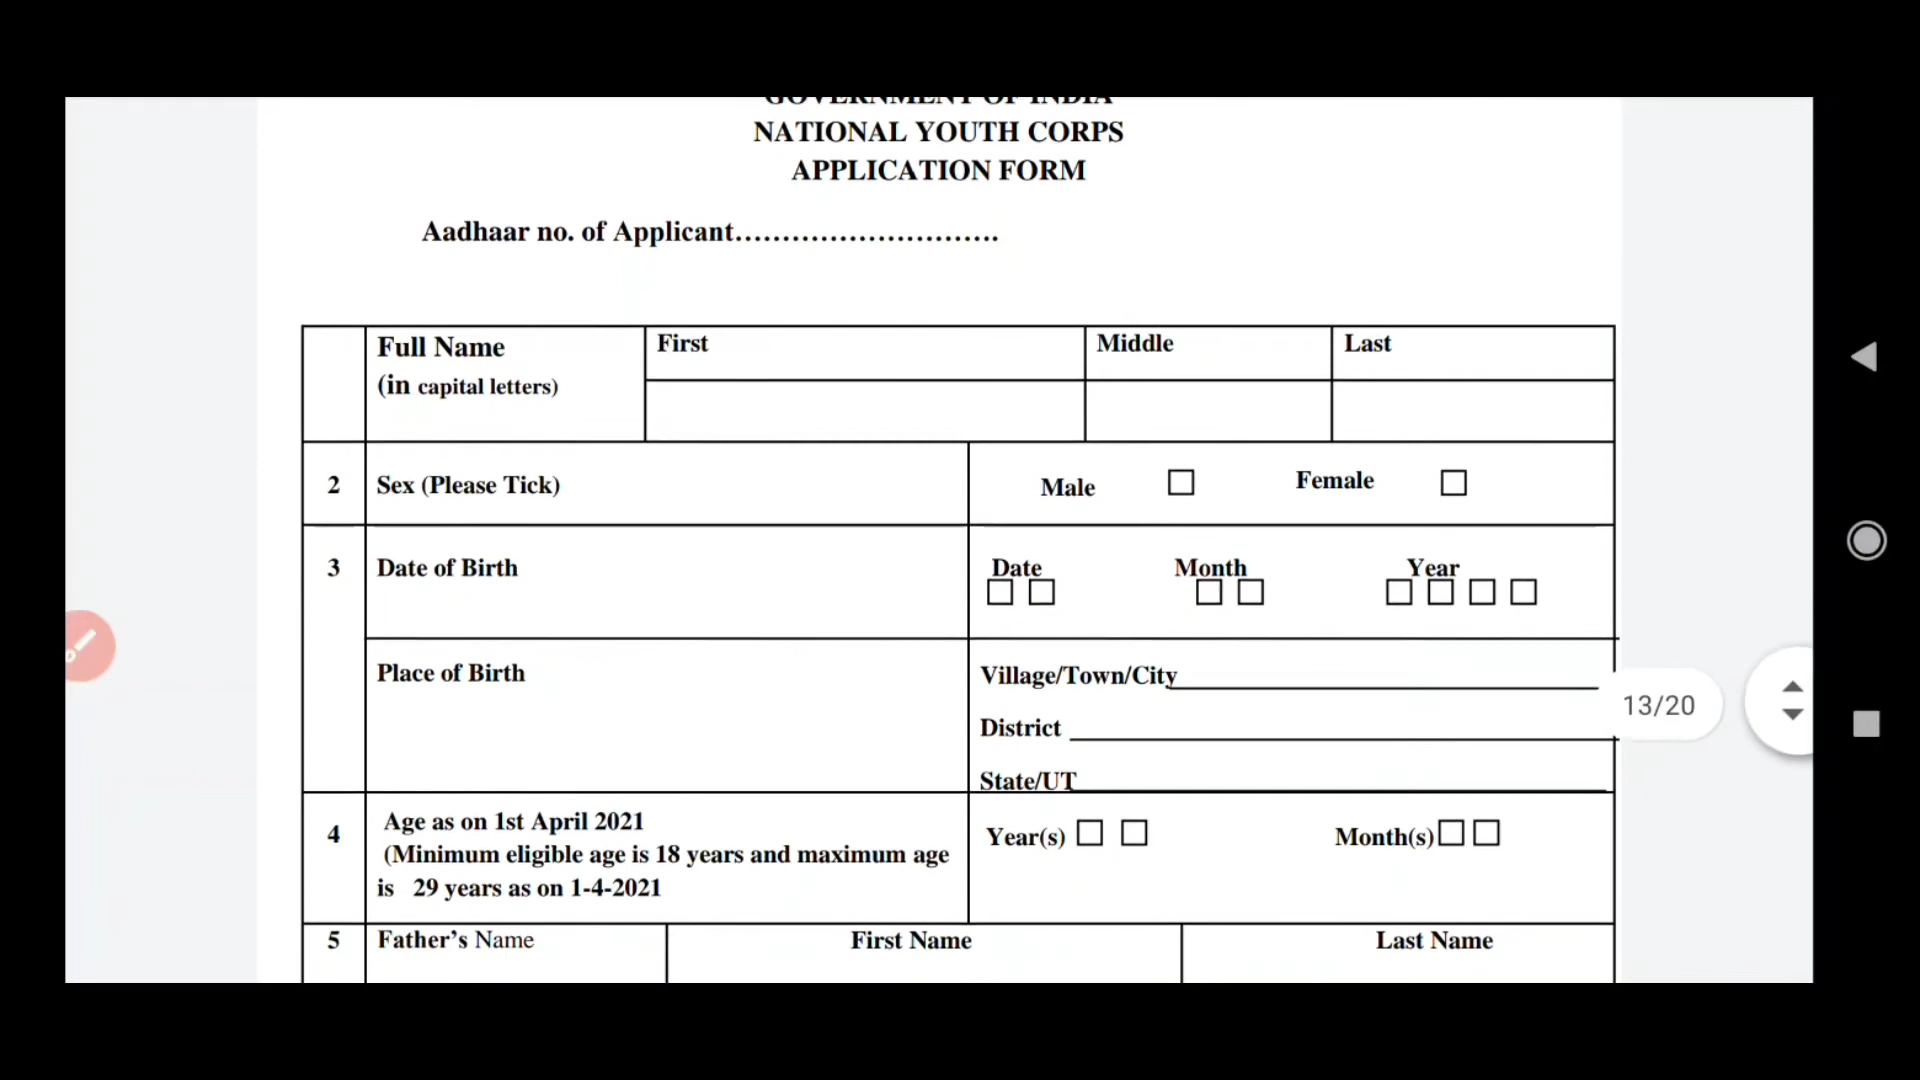 GOVERNMENT OF INDIA
NATIONAL YOUTH CORPS
APPLICATION FORM
Aadhaar no. of Applicant……………………….
Full Name
(in capital letters)
First
Middle
Last
2
Sex (Please Tick)
Male
Female
3
Date of Birth
Date
Month
Year
Place of Birth
Village/Town/City
District
State/UT
13/20
4
Age as on 1st April 2021
(Minimum eligible age is 18 years and maximum age
is 29 years as on 1-4-2021
Year(s)
Month(s)
5
Father’s Name
First Name
Last Name